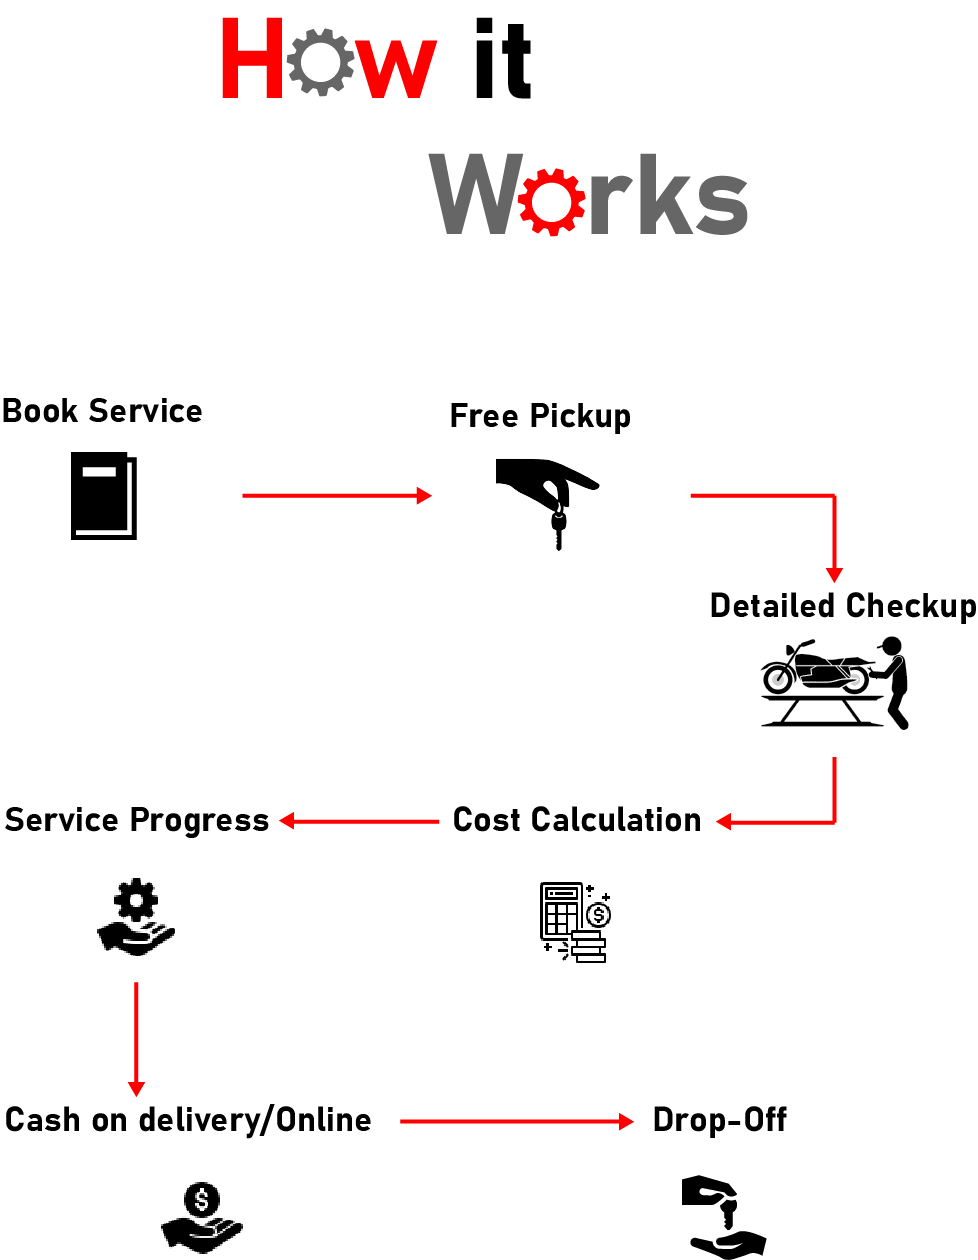 How it
Works
Book Service
Free Pickup
Detailed Checkup
Service Progress
Cost Calculation
Cash on delivery/Online
Drop-Off